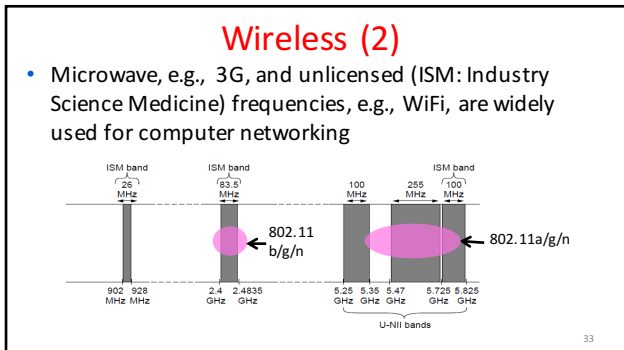 Wireless (2)
• Microwave, e.g., 3G, and unlicensed (ISM: Industry
Science Medicine) frequencies, e.g., WiFi, are widely
used for computer networking
ISM band
26
MHz
ISM band
83.5
MHz
100
MHz
255
MHz
ISM band
100
MHz
802.11
b/g/n
802.11a/g/n
902
MHz
928
MHz
2.4
GHz
2.4835
GHz
5.25
GHz
5.35
GHz
5.47
GHz
5.725
GHz
5.825
GHz
U-NII bands
33